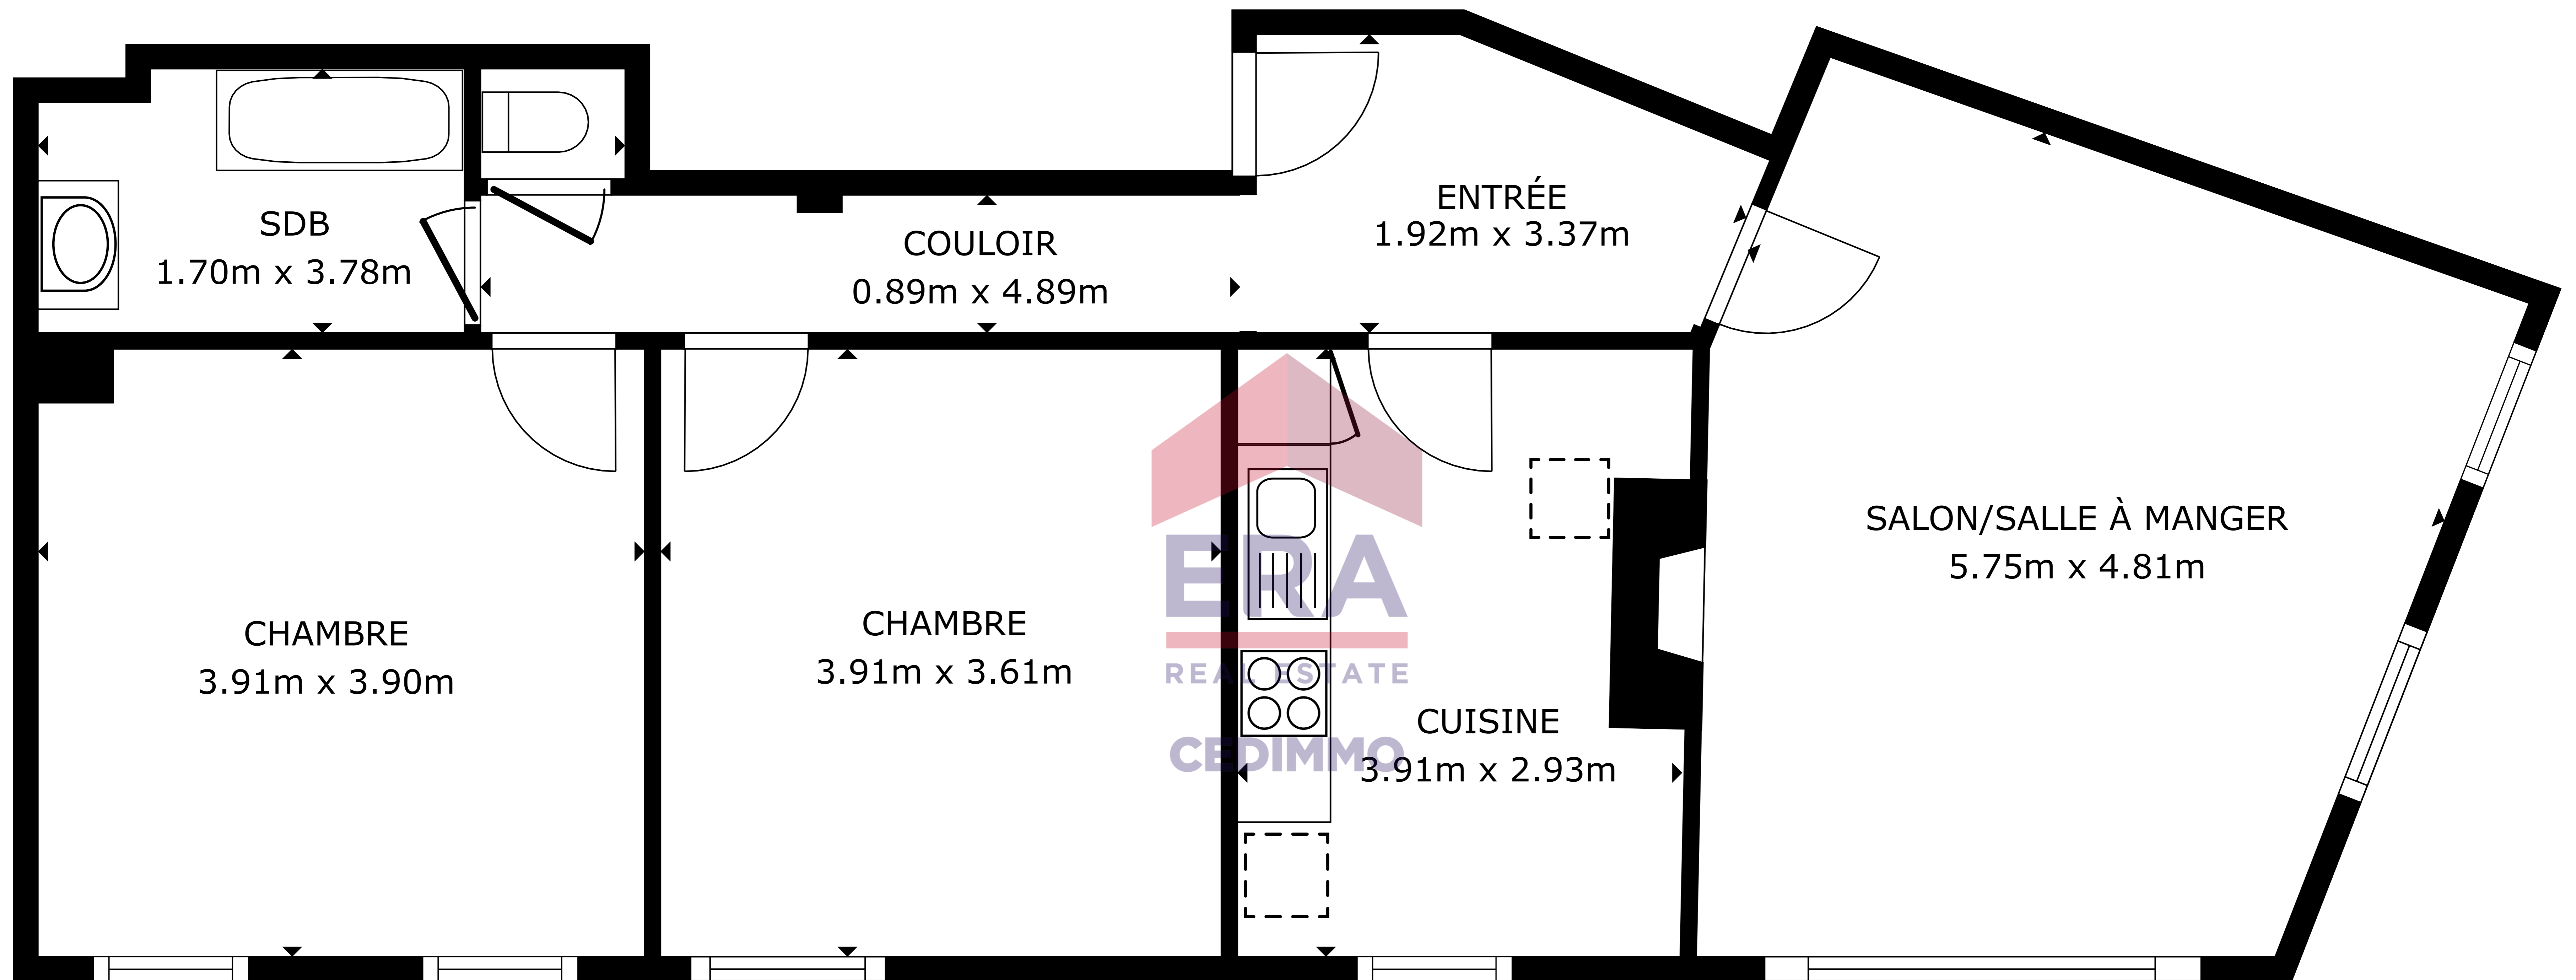 SDB
1.70m x 3.78m
COULOIR
0.89m x 4.89m
ENTRÉE
1.92m x 3.37m
SALON/SALLE À MANGER
5.75m x 4.81m
CHAMBRE
3.91m x 3.90m
CHAMBRE
3.91m x 3.61m
ERA
REAL ESTATE
CEDIMMO
CUISINE
3.91m x 2.93m